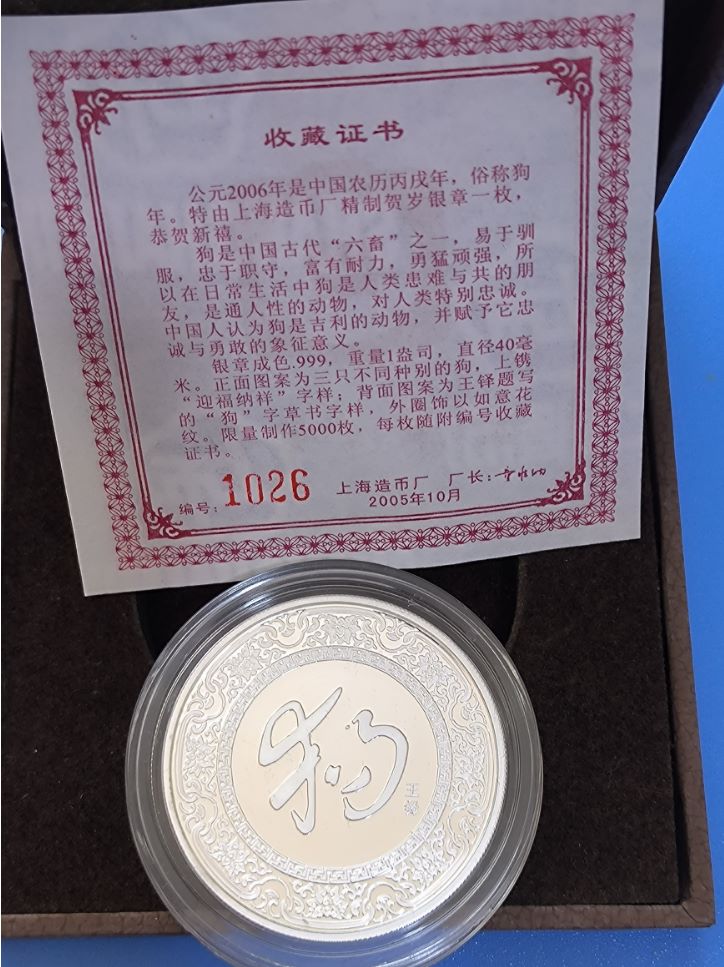 收藏证书
公元2006年是中国农历丙戌年，俗称狗
年。特由上海造币厂精制贺岁银章一枚，
恭贺新禧。
狗是中国古代“六畜”之一，易于驯
服，忠于职守，富有耐力，勇猛顽强，所
以在日常生活中狗是人类患难与共的朋
友，是通人性的动物，对人类特别忠诚。
中国人认为狗是吉利的动物，并赋予它忠
诚与勇敢的象征意义。
银章成色.999，重量1盎司，直径40毫
米。正面图案为三只不同种别的狗，上镌
“迎福纳祥”字样；背面图案为王铎题写
的“狗”字草书字样，外圈饰以如意花
纹。限量制作5000枚，每枚随附编号收藏
证书。
编号：1026
上海造币厂 厂长：
2005年10月
狗
王铎